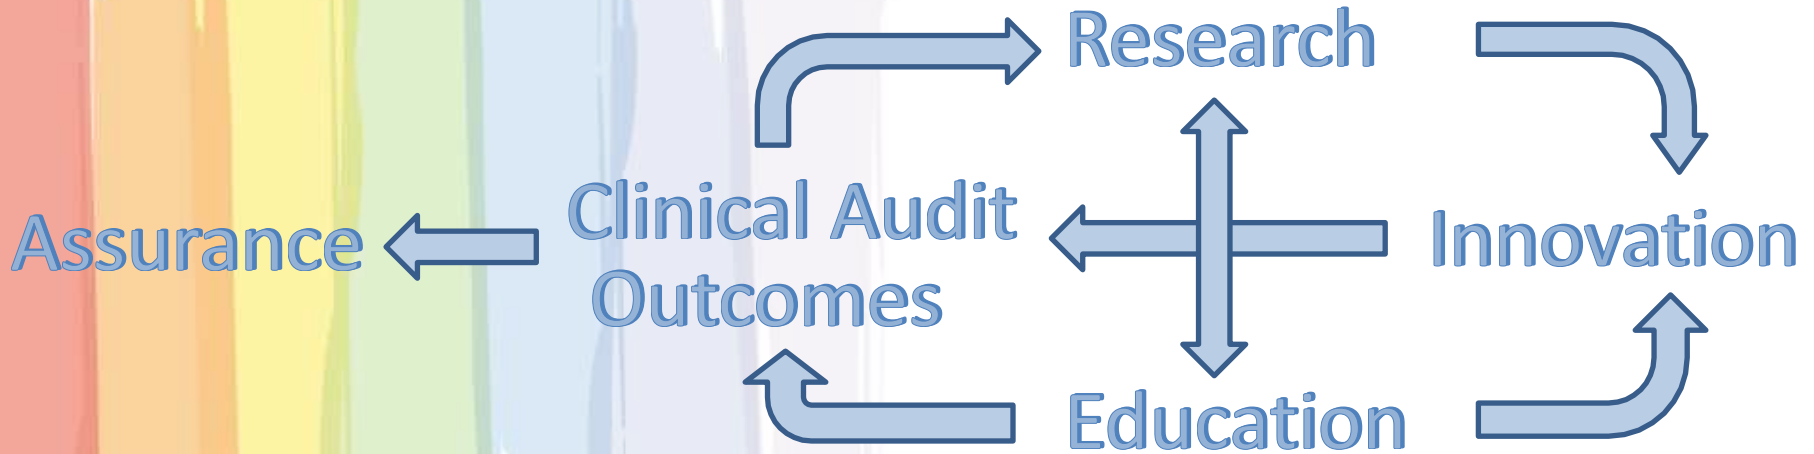 Research
Assurance
Clinical Audit
Outcomes
Innovation
Education